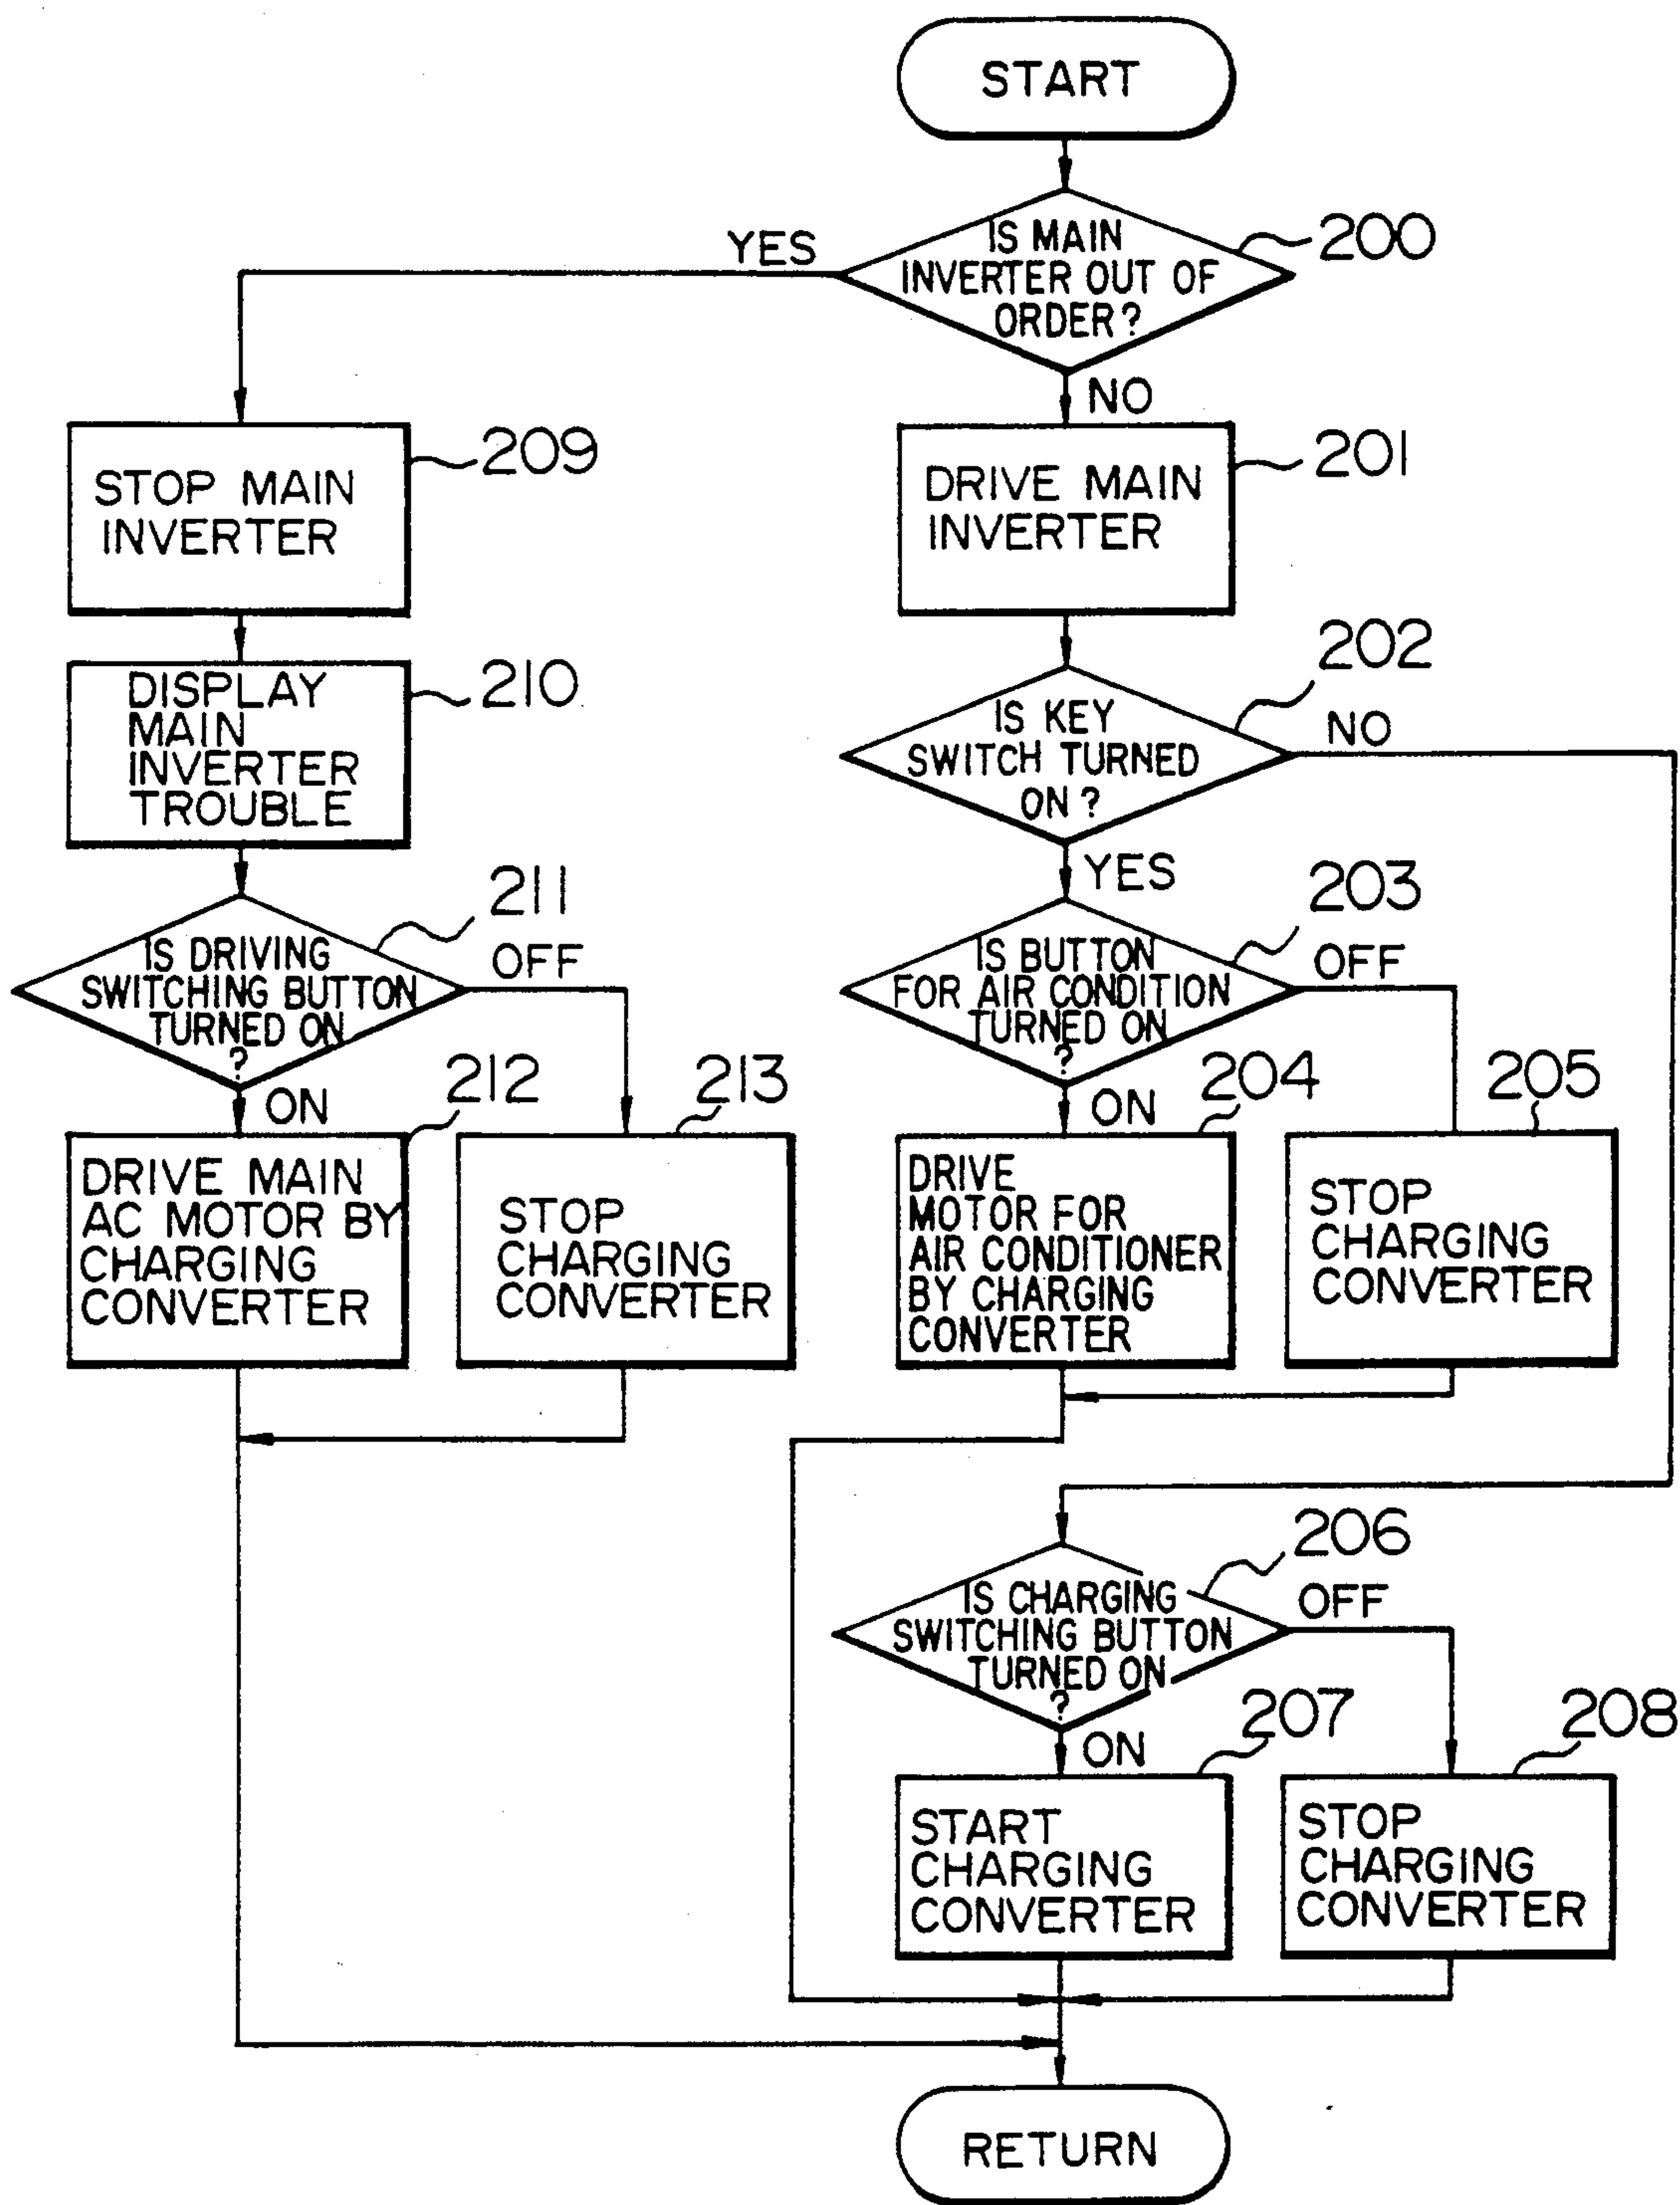 START
IS MAIN
INVERTER OUT OF
ORDER?
200
YES
NO
STOP MAIN
INVERTER
209
DRIVE MAIN
INVERTER
201
DISPLAY
MAIN
INVERTER
TROUBLE
210
IS KEY
SWITCH TURNED
ON?
202
NO
YES
IS DRIVING
SWITCHING BUTTON
TURNED ON
?
211
OFF
ON
IS BUTTON
FOR AIR CONDITION
TURNED ON
?
203
OFF
ON
DRIVE MAIN
AC MOTOR BY
CHARGING
CONVERTER
212
STOP
CHARGING
CONVERTER
213
DRIVE
MOTOR FOR
AIR CONDITIONER
BY CHARGING
CONVERTER
204
STOP
CHARGING
CONVERTER
205
IS CHARGING
SWITCHING BUTTON
TURNED ON
?
206
OFF
ON
START
CHARGING
CONVERTER
207
STOP
CHARGING
CONVERTER
208
RETURN